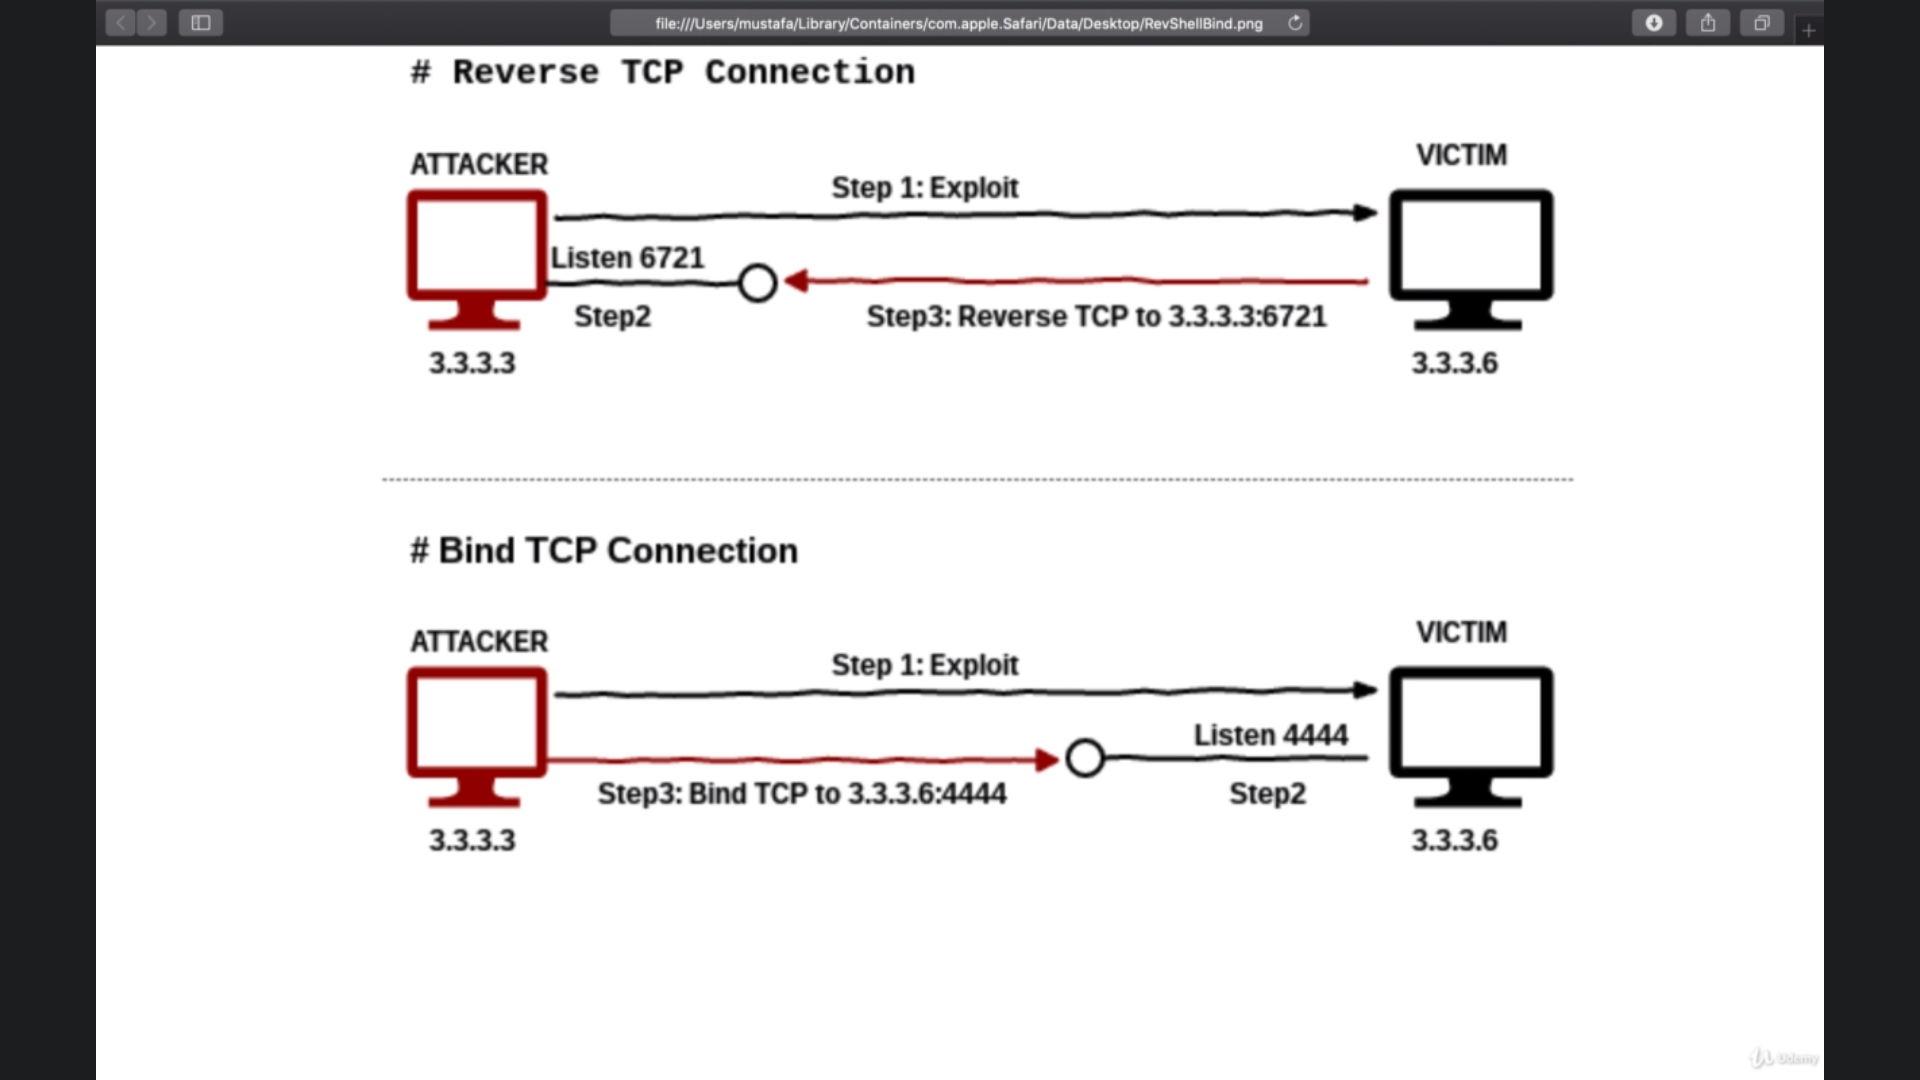 file:///Users/mustafa/Library/Containers/com.apple.Safari/Data/Desktop/RevShellBind.png
# Reverse TCP Connection
ATTACKER
VICTIM
Step 1: Exploit
Listen 6721
Step2
Step3: Reverse TCP to 3.3.3.3:6721
3.3.3.3
3.3.3.6
# Bind TCP Connection
ATTACKER
VICTIM
Step 1: Exploit
Listen 4444
Step3: Bind TCP to 3.3.3.6:4444
Step2
3.3.3.3
3.3.3.6
Udemy